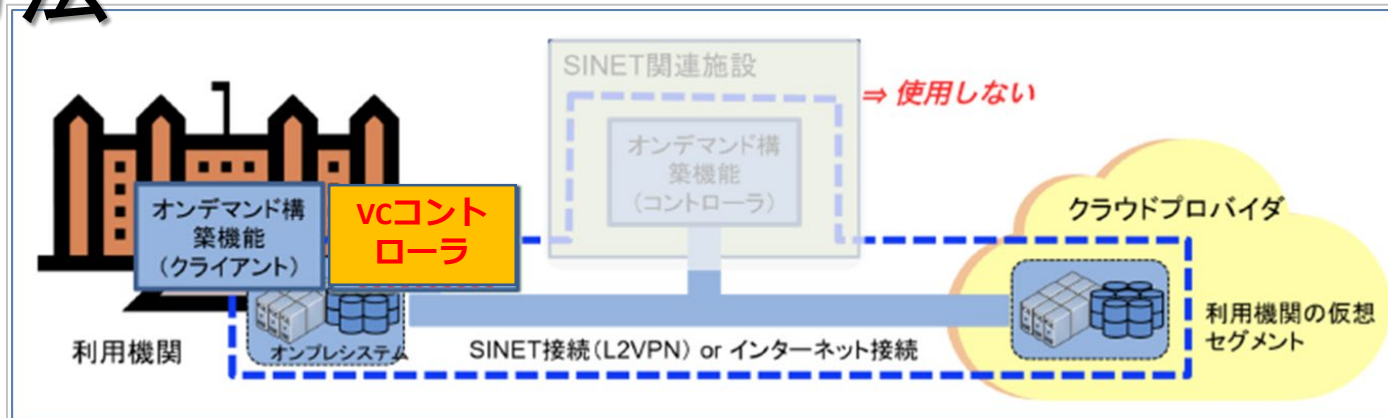 法
SINET関連施設
⇒ 使用しない
オンデマンド構
築機能
(コントローラ)
オンデマンド構
築機能
(クライアント)
VCコント
ローラ
クラウドプロバイダ
利用機関
オンプレシステム
SINET接続(L2VPN) or インターネット接続
利用機関の仮想
セグメント